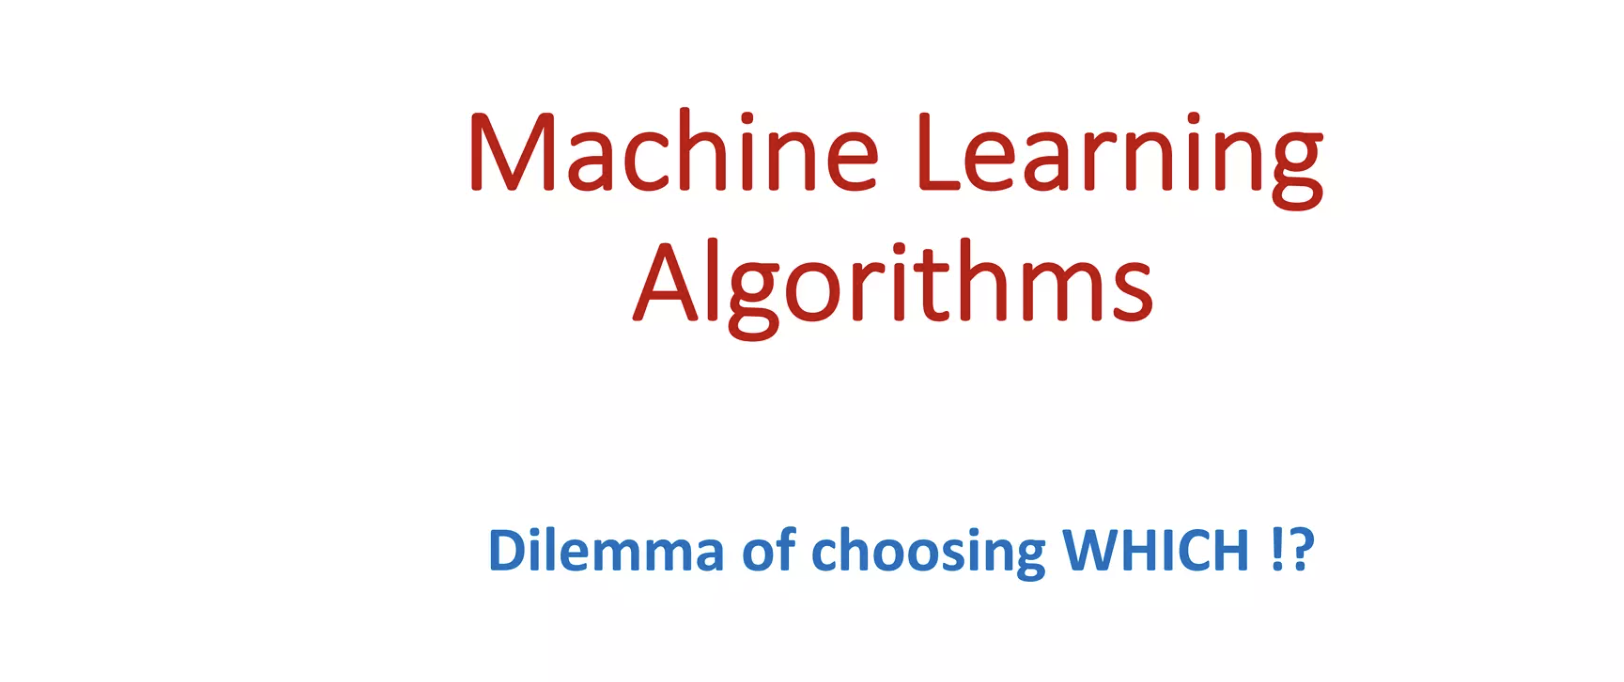 Machine Learning
Algorithms
Dilemma of choosing WHICH !?